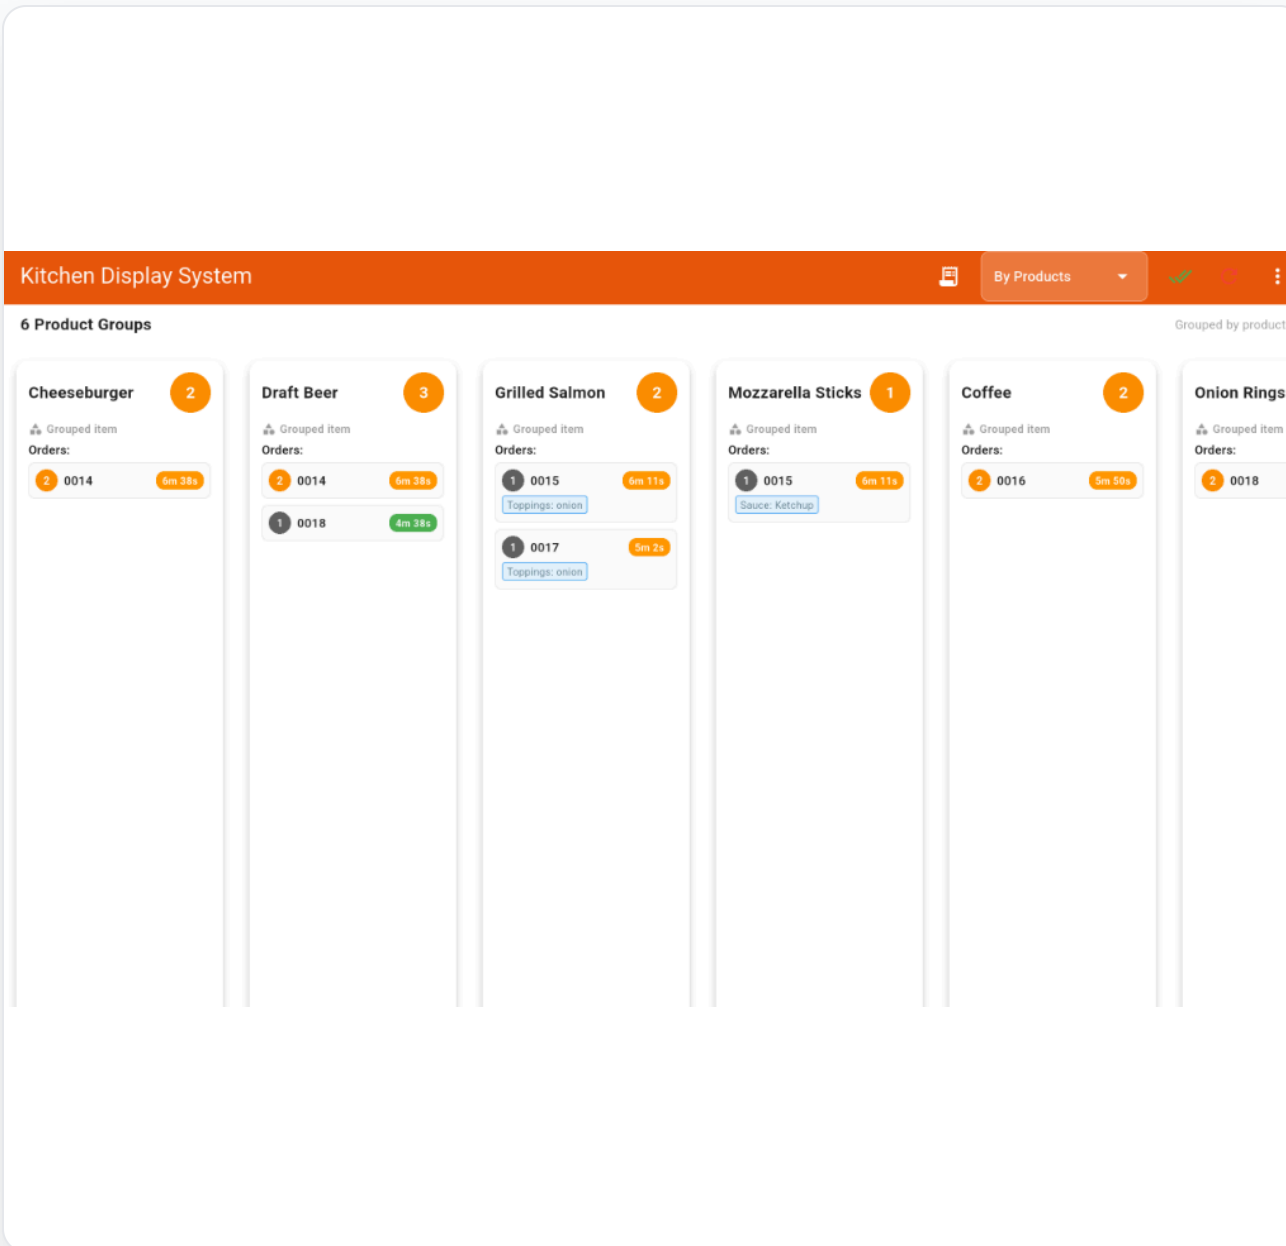 Kitchen Display System
By Products
6 Product Groups
Grouped by product
Cheeseburger
2
Grouped item
Orders:
2 0014 6m 38s
Draft Beer
3
Grouped item
Orders:
2 0014 6m 38s
1 0018 4m 38s
Grilled Salmon
2
Grouped item
Orders:
1 0015 6m 11s
Toppings: onion
1 0017 5m 2s
Toppings: onion
Mozzarella Sticks
1
Grouped item
Orders:
1 0015 6m 11s
Sauce: Ketchup
Coffee
2
Grouped item
Orders:
2 0016 5m 50s
Onion Rings
Grouped item
Orders:
2 0018